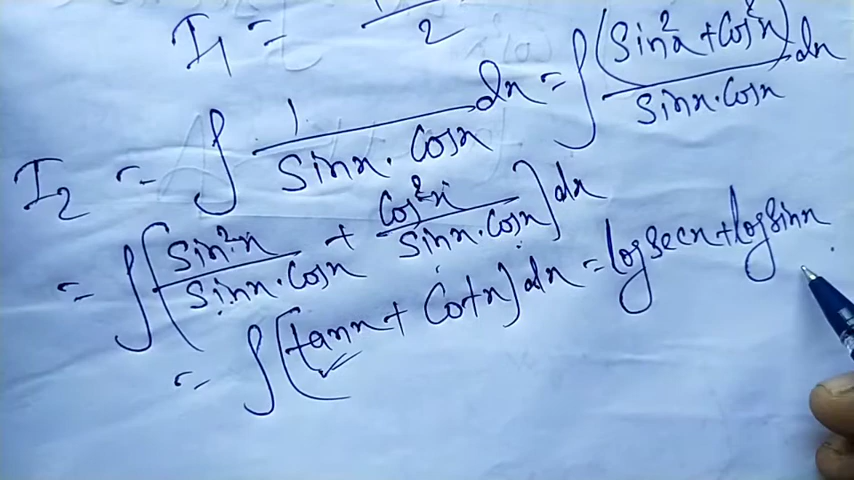 I₁ = ―/2
I₂ = ∫ 1/(Sinx . Cosx) dx = ∫ (Sin²x + Cos²x)/(Sinx . Cosx) dx
= ∫ [Sin²x/(Sinx . Cosx) + Cos²x/(Sinx . Cosx)] dx
= ∫ [tanx + Cotx] dx = log Secx + log Sinx